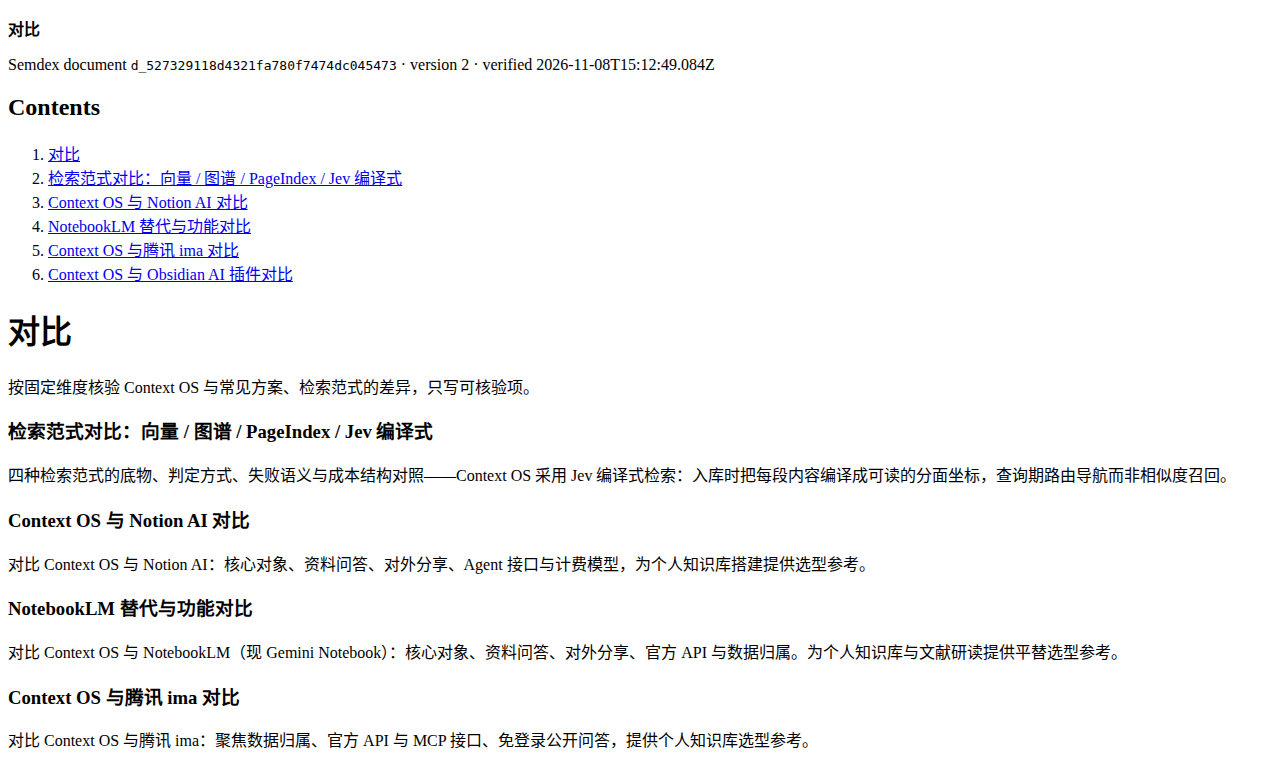 对比
Semdex document d_527329118d4321fa780f7474dc045473 · version 2 · verified 2026-11-08T15:12:49.084Z
Contents
1. 对比
2. 检索范式对比：向量 / 图谱 / PageIndex / Jev 编译式
3. Context OS 与 Notion AI 对比
4. NotebookLM 替代与功能对比
5. Context OS 与腾讯 ima 对比
6. Context OS 与 Obsidian AI 插件对比
对比
按固定维度核验 Context OS 与常见方案、检索范式的差异，只写可核验项。
检索范式对比：向量 / 图谱 / PageIndex / Jev 编译式
四种检索范式的底物、判定方式、失败语义与成本结构对照——Context OS 采用 Jev 编译式检索：入库时把每段内容编译成可读的分面坐标，查询期路由导航而非相似度召回。
Context OS 与 Notion AI 对比
对比 Context OS 与 Notion AI：核心对象、资料问答、对外分享、Agent 接口与计费模型，为个人知识库搭建提供选型参考。
NotebookLM 替代与功能对比
对比 Context OS 与 NotebookLM（现 Gemini Notebook）：核心对象、资料问答、对外分享、官方 API 与数据归属。为个人知识库与文献研读提供平替选型参考。
Context OS 与腾讯 ima 对比
对比 Context OS 与腾讯 ima：聚焦数据归属、官方 API 与 MCP 接口、免登录公开问答，提供个人知识库选型参考。